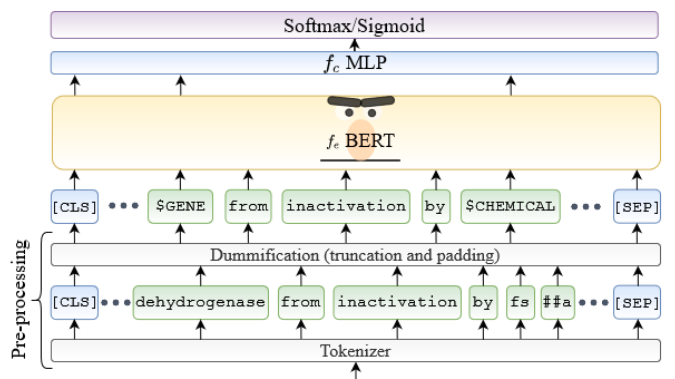 Softmax/Sigmoid
f_c MLP
f_e BERT
[CLS] ••• $GENE from inactivation by $CHEMICAL ••• [SEP]
Dummification (truncation and padding)
[CLS] ••• dehydrogenase from inactivation by fs ##a ••• [SEP]
Tokenizer
Pre-processing